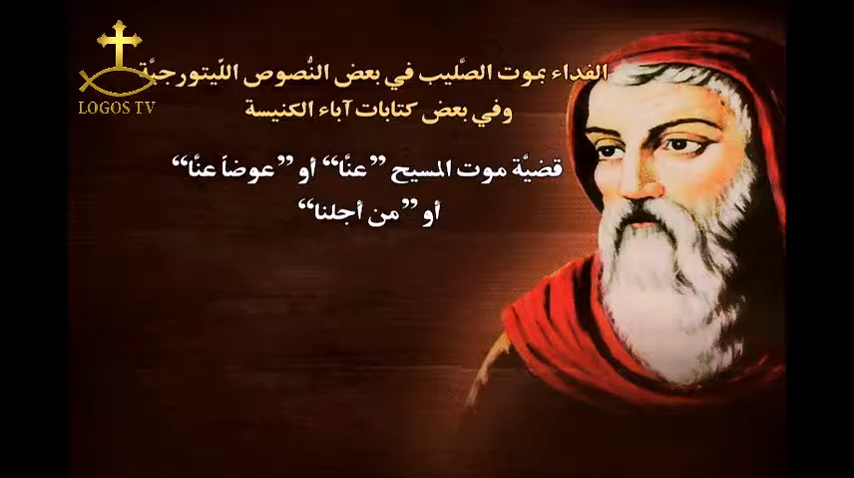 الفداء بموت الصَّليب في بعض النُّصوص اللّيتورجيَّة
وفي بعض كتابات آباء الكنيسة
قضيَّة موت المسيح ”عنَّا“ أو ”عوضاً عنَّا“
أو ”من أجلنا“
LOGOS TV